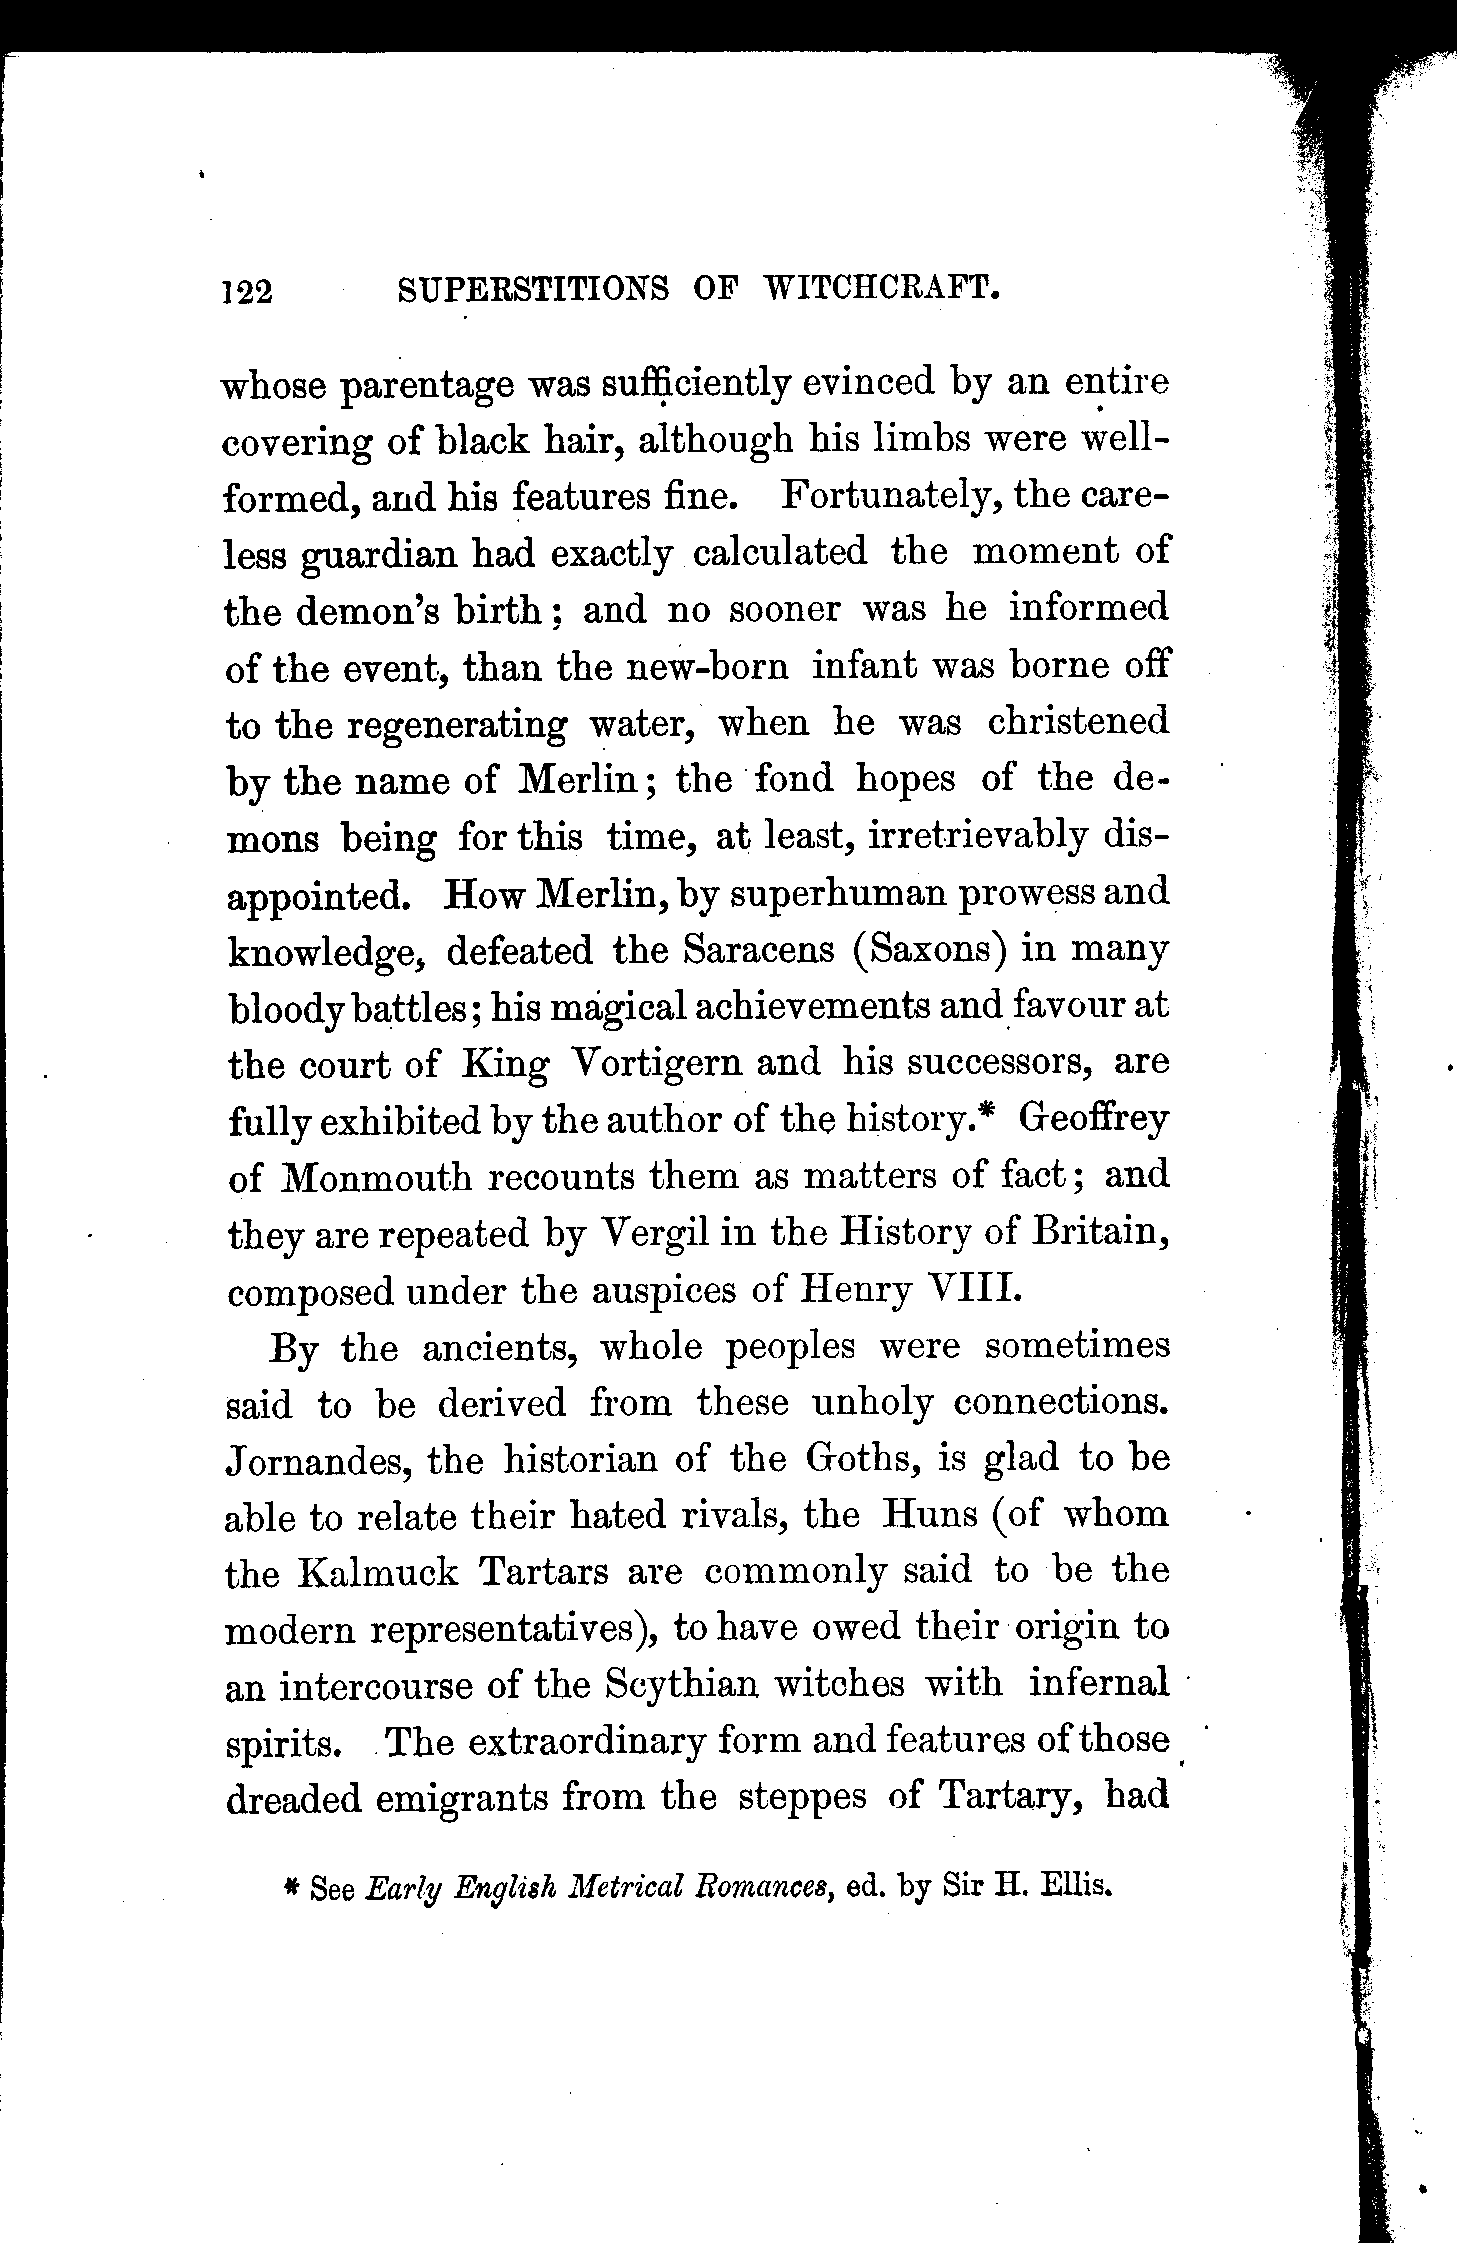 122 SUPERSTITIONS OF WITCHCRAFT.
whose parentage was sufficiently evinced by an entire
covering of black hair, although his limbs were well-
formed, and his features fine. Fortunately, the care-
less guardian had exactly calculated the moment of
the demon's birth; and no sooner was he informed
of the event, than the new-born infant was borne off
to the regenerating water, when he was christened
by the name of Merlin; the fond hopes of the de-
mons being for this time, at least, irretrievably dis-
appointed. How Merlin, by superhuman prowess and
knowledge, defeated the Saracens (Saxons) in many
bloody battles; his magical achievements and favour at
the court of King Vortigern and his successors, are
fully exhibited by the author of the history.* Geoffrey
of Monmouth recounts them as matters of fact; and
they are repeated by Vergil in the History of Britain,
composed under the auspices of Henry VIII.
By the ancients, whole peoples were sometimes
said to be derived from these unholy connections.
Jornandes, the historian of the Goths, is glad to be
able to relate their hated rivals, the Huns (of whom
the Kalmuck Tartars are commonly said to be the
modern representatives), to have owed their origin to
an intercourse of the Scythian witches with infernal
spirits. The extraordinary form and features of those
dreaded emigrants from the steppes of Tartary, had
* See Early English Metrical Romances, ed. by Sir H. Ellis.